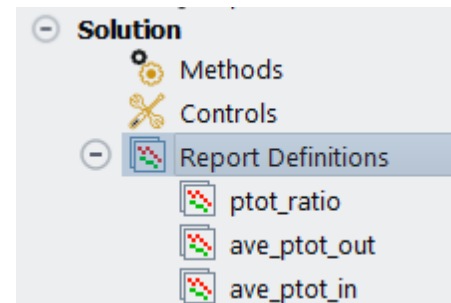 Solution
Methods
Controls
Report Definitions
ptot_ratio
ave_ptot_out
ave_ptot_in